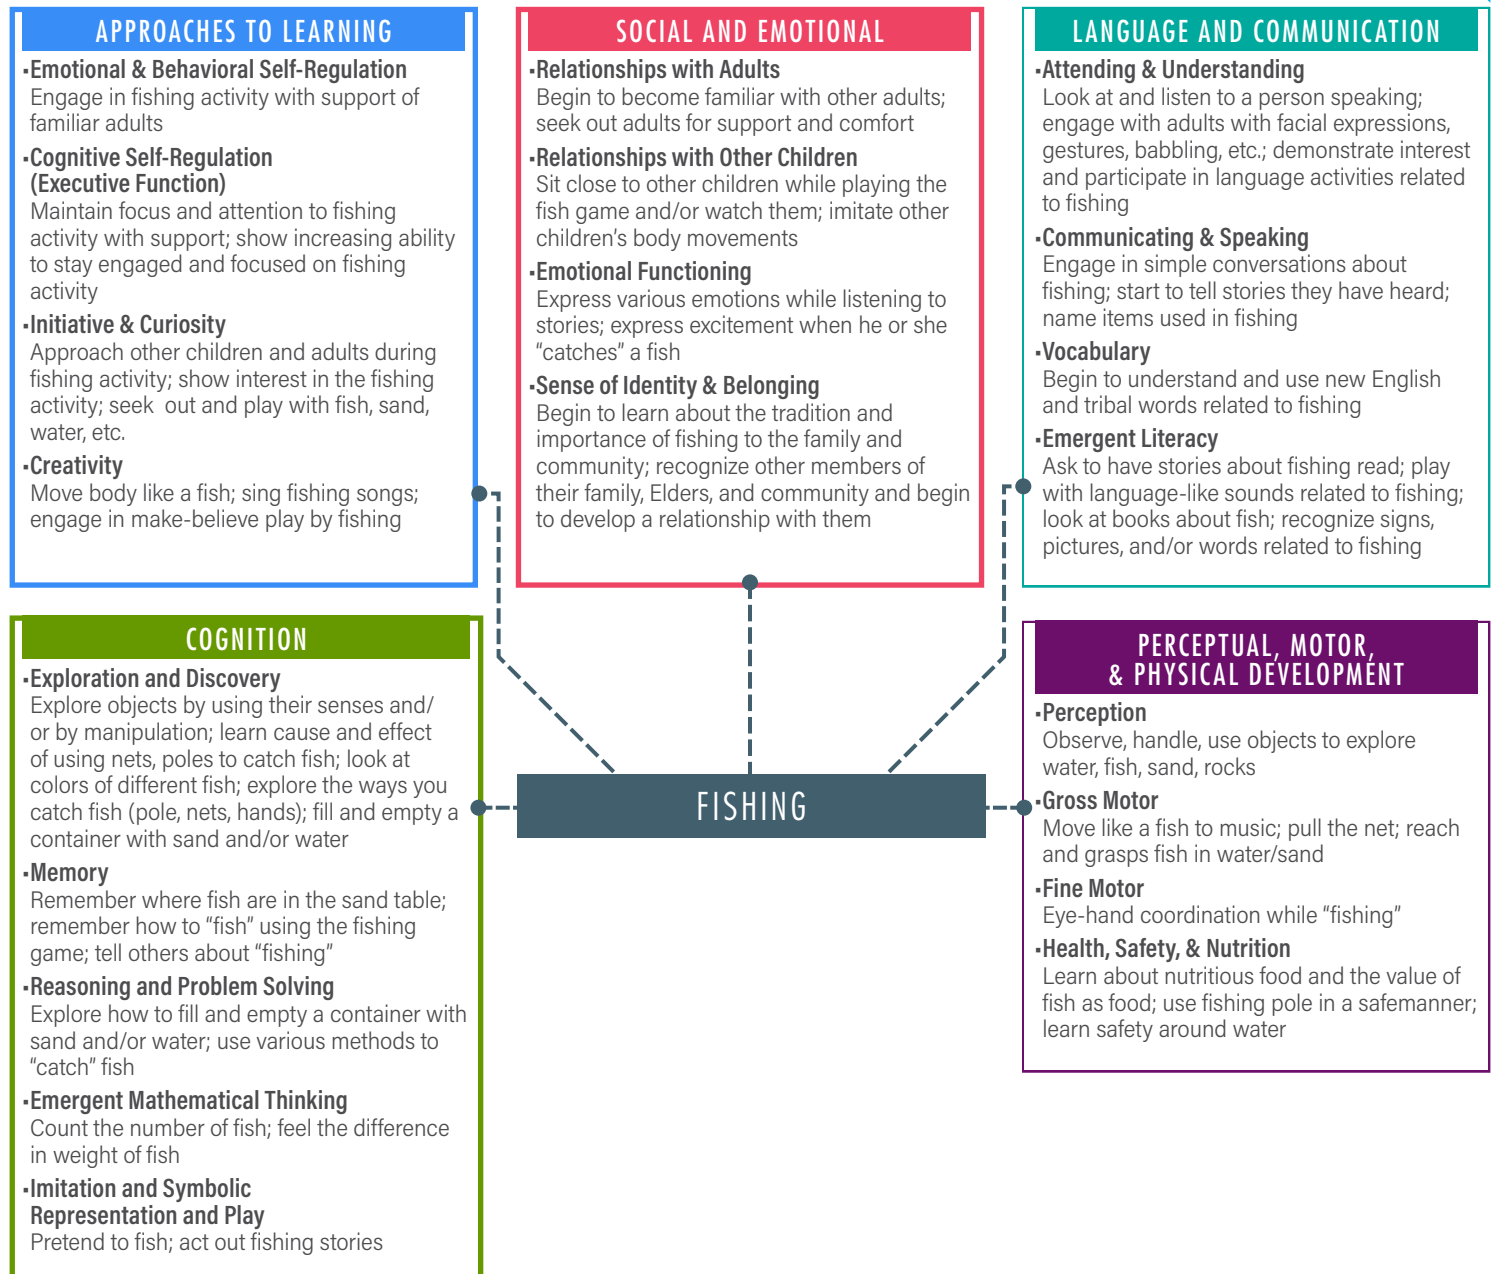 APPROACHES TO LEARNING
▪Emotional & Behavioral Self-Regulation
Engage in fishing activity with support of
familiar adults
▪Cognitive Self-Regulation
(Executive Function)
Maintain focus and attention to fishing
activity with support; show increasing ability
to stay engaged and focused on fishing
activity
▪Initiative & Curiosity
Approach other children and adults during
fishing activity; show interest in the fishing
activity; seek out and play with fish, sand,
water, etc.
▪Creativity
Move body like a fish; sing fishing songs;
engage in make-believe play by fishing
SOCIAL AND EMOTIONAL
▪Relationships with Adults
Begin to become familiar with other adults;
seek out adults for support and comfort
▪Relationships with Other Children
Sit close to other children while playing the
fish game and/or watch them; imitate other
children’s body movements
▪Emotional Functioning
Express various emotions while listening to
stories; express excitement when he or she
“catches” a fish
▪Sense of Identity & Belonging
Begin to learn about the tradition and
importance of fishing to the family and
community; recognize other members of
their family, Elders, and community and begin
to develop a relationship with them
LANGUAGE AND COMMUNICATION
▪Attending & Understanding
Look at and listen to a person speaking;
engage with adults with facial expressions,
gestures, babbling, etc.; demonstrate interest
and participate in language activities related
to fishing
▪Communicating & Speaking
Engage in simple conversations about
fishing; start to tell stories they have heard;
name items used in fishing
▪Vocabulary
Begin to understand and use new English
and tribal words related to fishing
▪Emergent Literacy
Ask to have stories about fishing read; play
with language-like sounds related to fishing;
look at books about fish; recognize signs,
pictures, and/or words related to fishing
COGNITION
▪Exploration and Discovery
Explore objects by using their senses and/
or by manipulation; learn cause and effect
of using nets, poles to catch fish; look at
colors of different fish; explore the ways you
catch fish (pole, nets, hands); fill and empty a
container with sand and/or water
▪Memory
Remember where fish are in the sand table;
remember how to “fish” using the fishing
game; tell others about “fishing”
▪Reasoning and Problem Solving
Explore how to fill and empty a container with
sand and/or water; use various methods to
“catch” fish
▪Emergent Mathematical Thinking
Count the number of fish; feel the difference
in weight of fish
▪Imitation and Symbolic
Representation and Play
Pretend to fish; act out fishing stories
FISHING
PERCEPTUAL, MOTOR,
& PHYSICAL DEVELOPMENT
▪Perception
Observe, handle, use objects to explore
water, fish, sand, rocks
▪Gross Motor
Move like a fish to music; pull the net; reach
and grasps fish in water/sand
▪Fine Motor
Eye-hand coordination while “fishing”
▪Health, Safety, & Nutrition
Learn about nutritious food and the value of
fish as food; use fishing pole in a safemanner;
learn safety around water